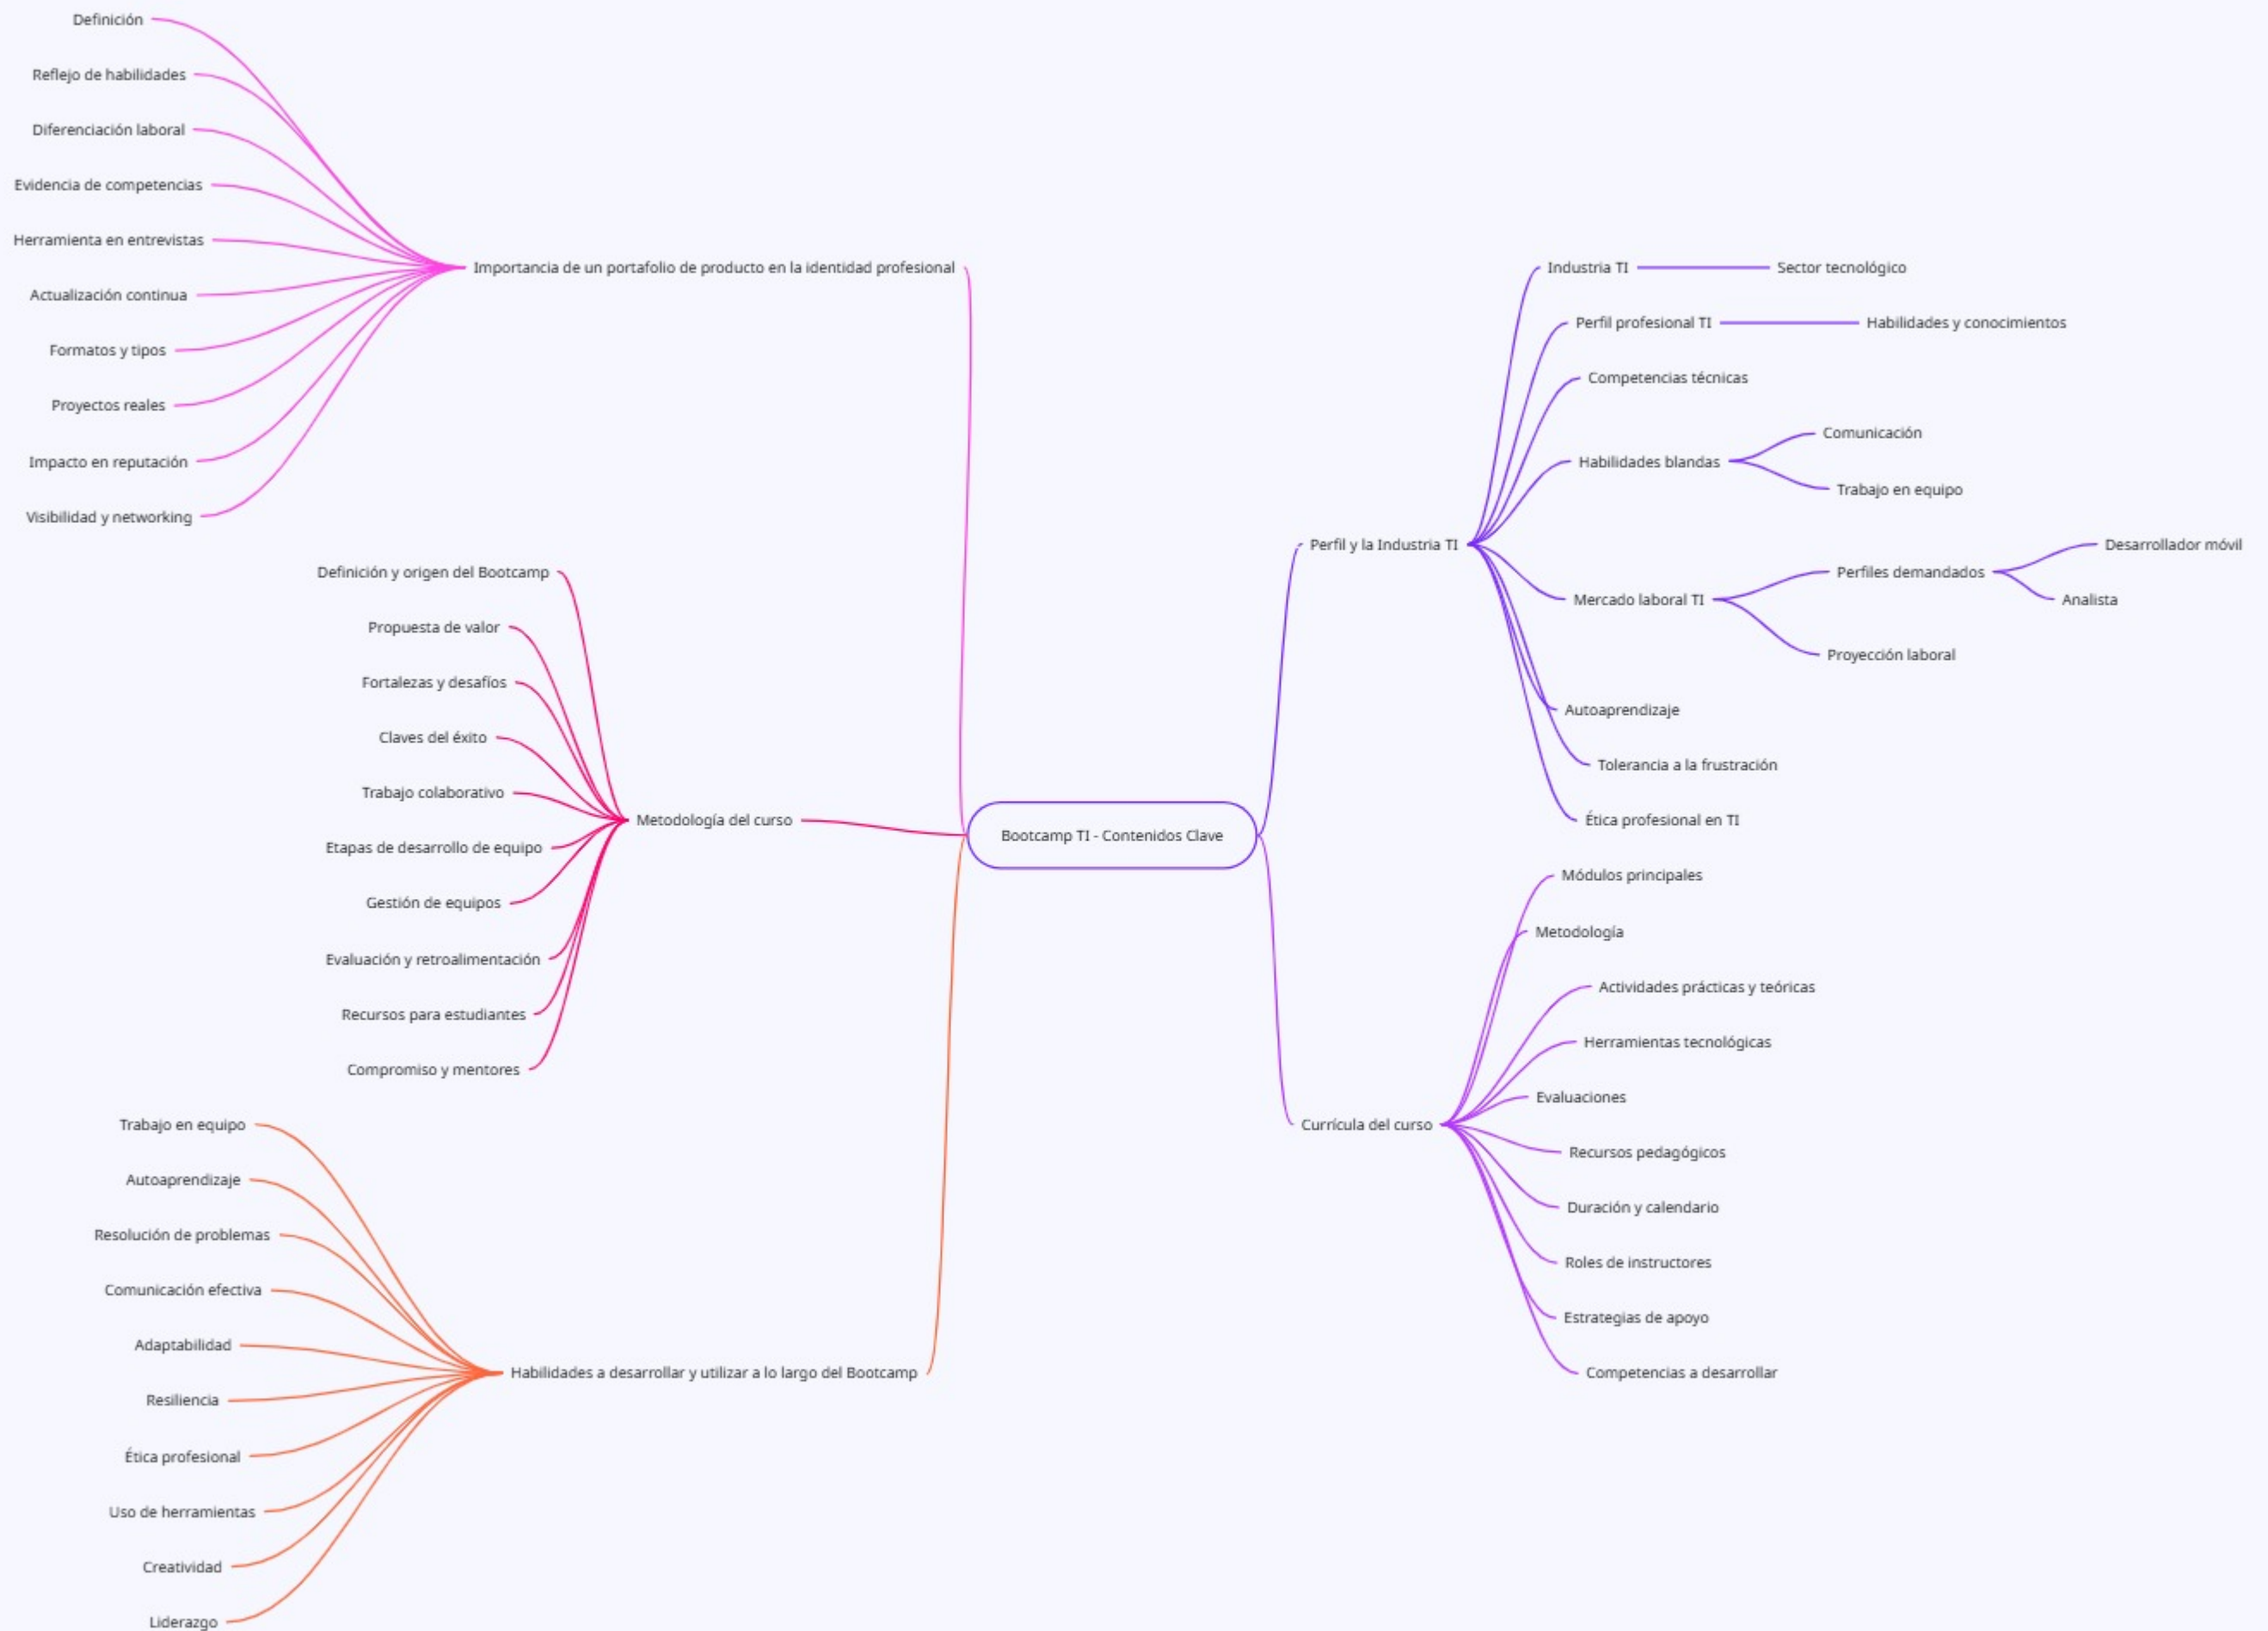 Definición
Reflejo de habilidades
Diferenciación laboral
Evidencia de competencias
Herramienta en entrevistas
Actualización continua
Formatos y tipos
Proyectos reales
Impacto en reputación
Visibilidad y networking
Importancia de un portafolio de producto en la identidad profesional
Definición y origen del Bootcamp
Propuesta de valor
Fortalezas y desafíos
Claves del éxito
Trabajo colaborativo
Etapas de desarrollo de equipo
Gestión de equipos
Evaluación y retroalimentación
Recursos para estudiantes
Compromiso y mentores
Metodología del curso
Trabajo en equipo
Autoaprendizaje
Resolución de problemas
Comunicación efectiva
Adaptabilidad
Resiliencia
Ética profesional
Uso de herramientas
Creatividad
Liderazgo
Habilidades a desarrollar y utilizar a lo largo del Bootcamp
Bootcamp TI - Contenidos Clave
Perfil y la Industria TI
Industria TI
Sector tecnológico
Perfil profesional TI
Habilidades y conocimientos
Competencias técnicas
Habilidades blandas
Comunicación
Trabajo en equipo
Mercado laboral TI
Perfiles demandados
Desarrollador móvil
Analista
Proyección laboral
Autoaprendizaje
Tolerancia a la frustración
Ética profesional en TI
Currícula del curso
Módulos principales
Metodología
Actividades prácticas y teóricas
Herramientas tecnológicas
Evaluaciones
Recursos pedagógicos
Duración y calendario
Roles de instructores
Estrategias de apoyo
Competencias a desarrollar